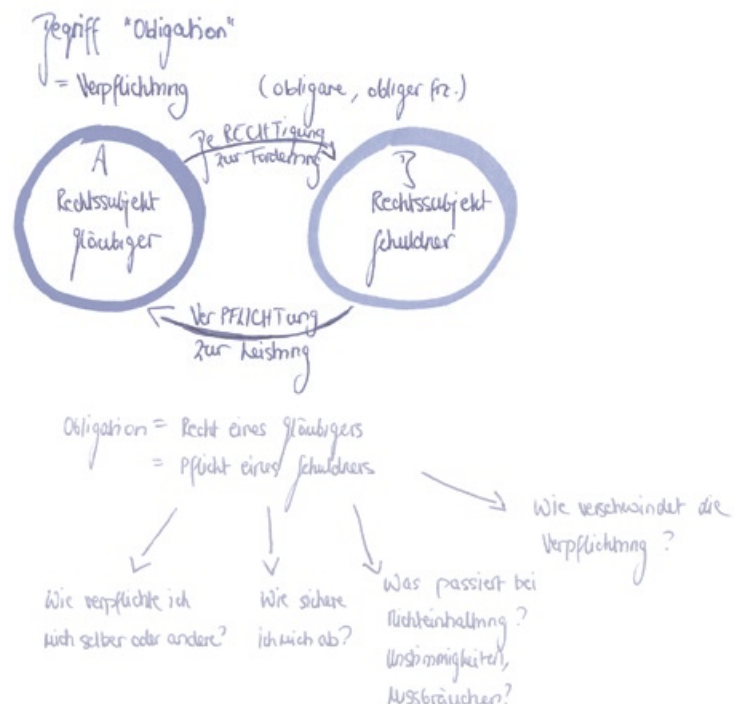 Begriff "Obligation"
= Verpflichtung (obligare, obliger frz.)
BeRECHTigung
zur Forderung
A
Rechtssubjekt
Gläubiger
B
Rechtssubjekt
Schuldner
VerPFLICHTung
zur Leistung
Obligation = Recht eines Gläubigers
= Pflicht eines Schuldners
Wie verschwindet die
Verpflichtung?
Wie verpflichte ich
mich selber oder andere?
Wie sichere
ich mich ab?
Was passiert bei
Nichteinhaltung?
Unstimmigkeiten,
Missbräuchen?